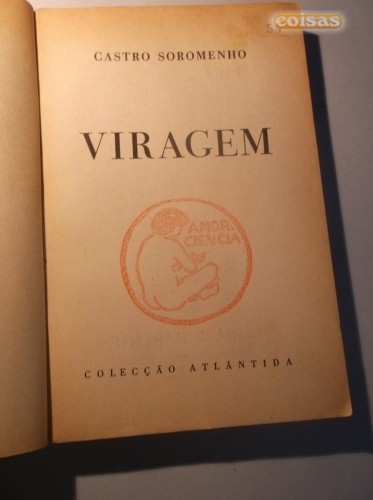 coisas
CASTRO SOROMENHO
VIRAGEM
AMOR.
CIENCIA
COLECÇÃO ATLÂNTIDA